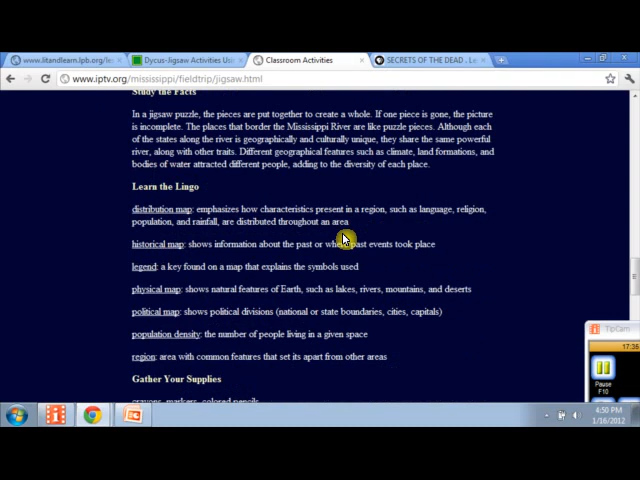 www.litandlearn.lpb.org/le
Dycus-Jigsaw Activities Usi
Classroom Activities
SECRETS OF THE DEAD . Le
www.iptv.org/mississippi/fieldtrip/jigsaw.html
Study the Facts
In a jigsaw puzzle, the pieces are put together to create a whole. If one piece is gone, the picture
is incomplete. The places that border the Mississippi River are like puzzle pieces. Although each
of the states along the river is geographically and culturally unique, they share the same powerful
river, along with other traits. Different geographical features such as climate, land formations, and
bodies of water attracted different people, adding to the diversity of each place.
Learn the Lingo
distribution map: emphasizes how characteristics present in a region, such as language, religion,
population, and rainfall, are distributed throughout an area
historical map: shows information about the past or where past events took place
legend: a key found on a map that explains the symbols used
physical map: shows natural features of Earth, such as lakes, rivers, mountains, and deserts
political map: shows political divisions (national or state boundaries, cities, capitals)
population density: the number of people living in a given space
region: area with common features that set its apart from other areas
Gather Your Supplies
crayons, markers, colored pencils
TipCam
17:35
Pause
F10
4:50 PM
1/16/2012